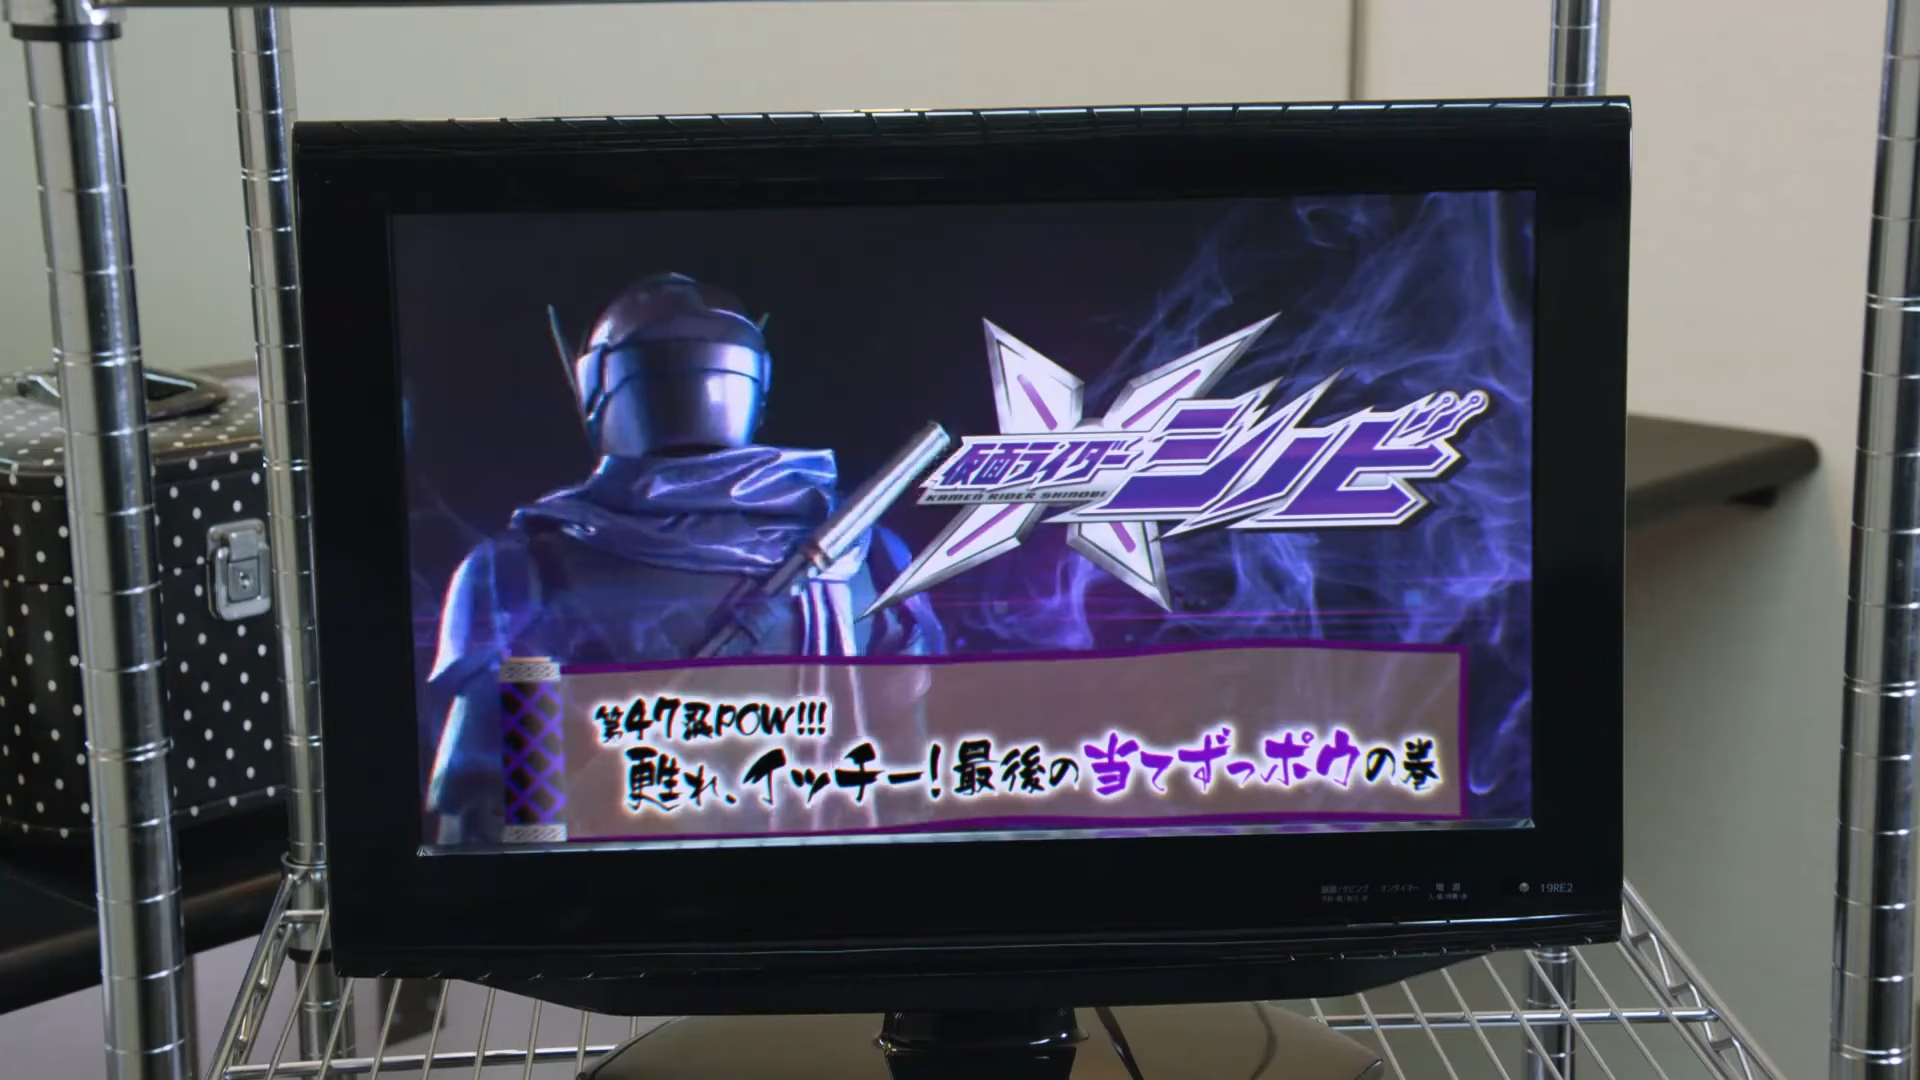 仮面ライダーシノビ
KAMEN RIDER SHINOBI
第47忍POW!!!
甦れ、イッチー!最後の当てずっポウの巻
19RE2